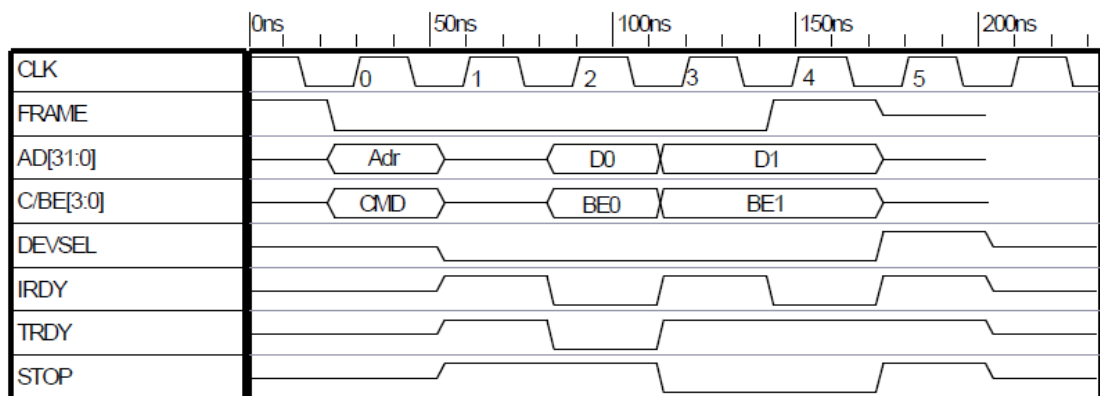 0ns 50ns 100ns 150ns 200ns
CLK 0 1 2 3 4 5
FRAME
AD[31:0] Adr D0 D1
C/BE[3:0] CMD BE0 BE1
DEVSEL
IRDY
TRDY
STOP